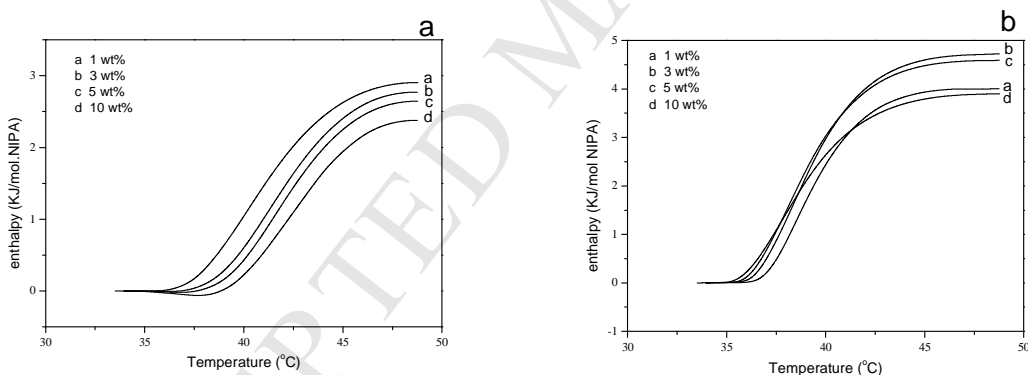 a
a 1 wt%
b 3 wt%
c 5 wt%
d 10 wt%
a
b
c
d
3
2
1
0
enthalpy (KJ/mol.NIPA)
30 35 40 45 50
Temperature (°C)
b
a 1 wt%
b 3 wt%
c 5 wt%
d 10 wt%
b
c
a
d
5
4
3
2
1
0
-1
enthalpy (KJ/mol NIPA)
30 35 40 45 50
Temperature (°C)
PTED MA